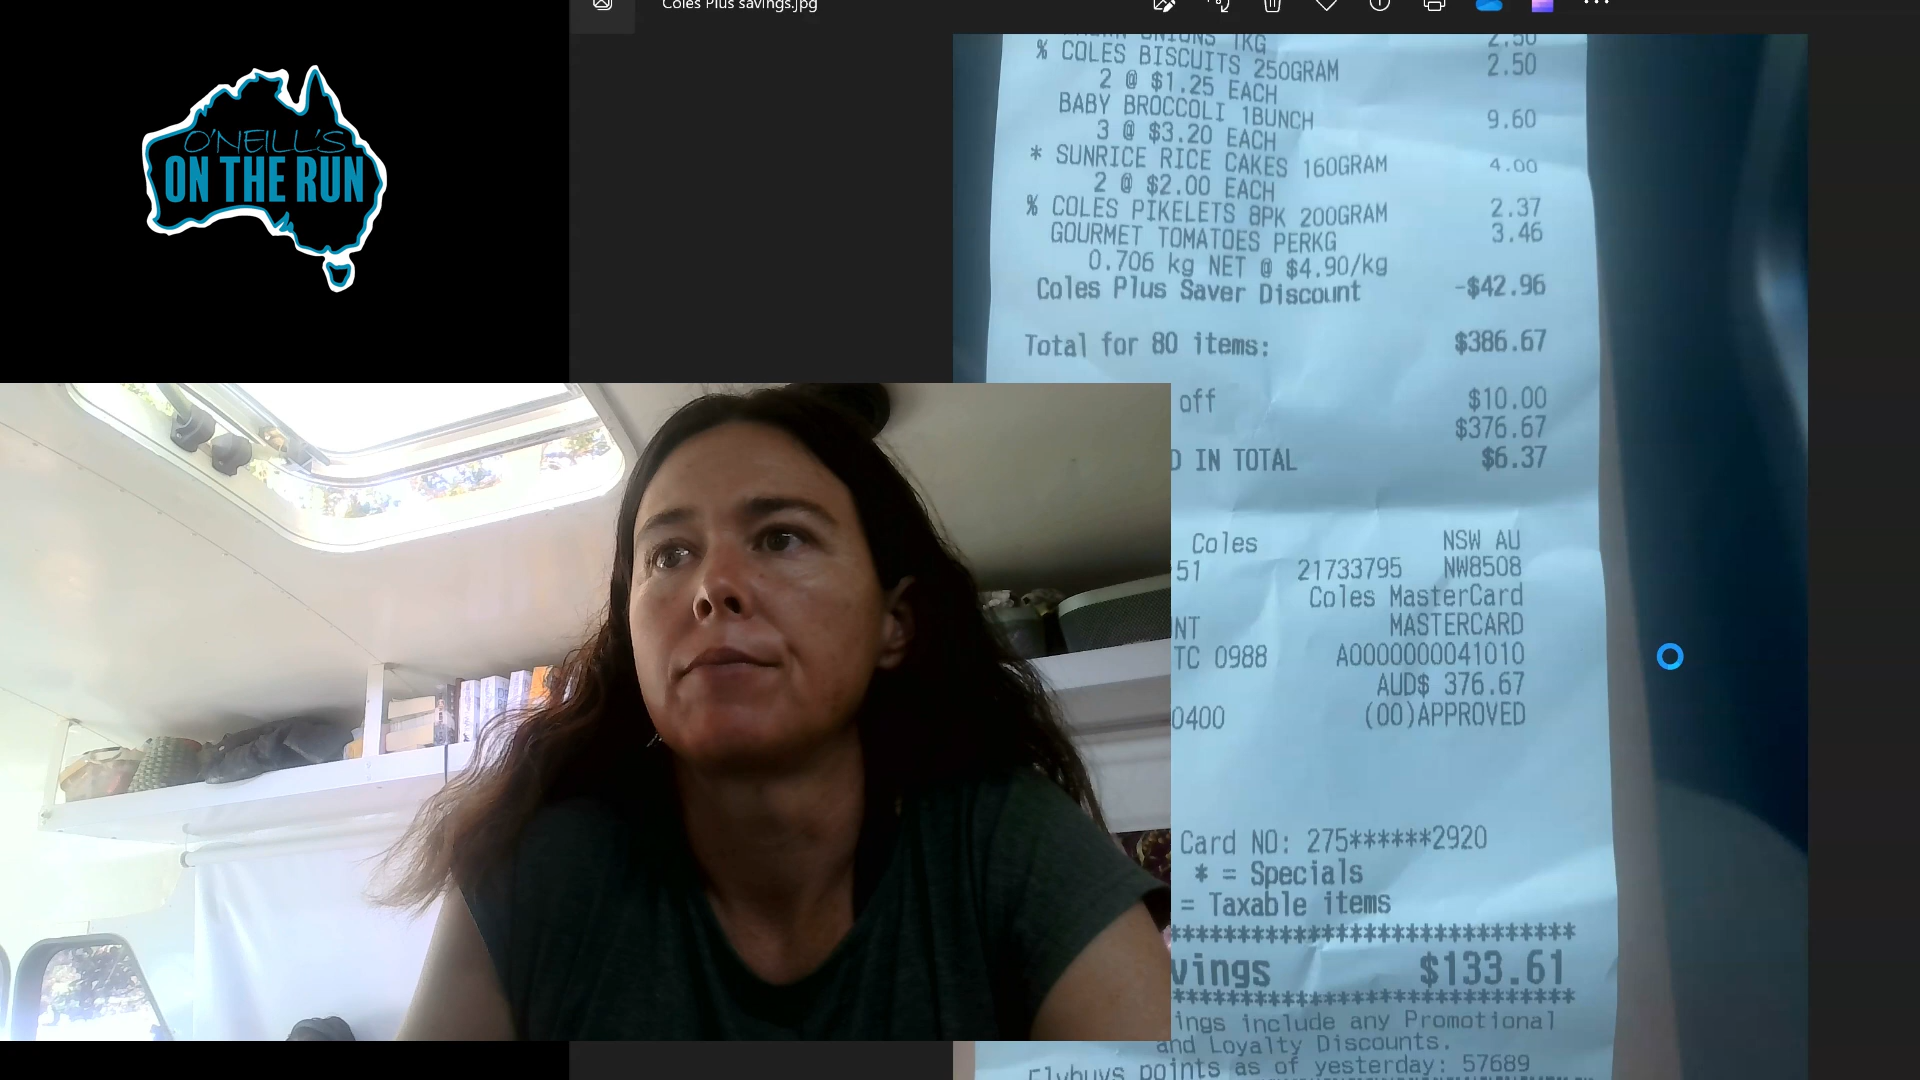 Coles Plus savings.jpg
O'NEILL'S
ON THE RUN
ONIONS 1KG 2.50
% COLES BISCUITS 250GRAM 2.50
2 @ $1.25 EACH
BABY BROCCOLI 1BUNCH 9.60
3 @ $3.20 EACH
* SUNRICE RICE CAKES 160GRAM 4.00
2 @ $2.00 EACH
% COLES PIKELETS 8PK 200GRAM 2.37
GOURMET TOMATOES PERKG 3.46
0.706 kg NET @ $4.90/kg
Coles Plus Saver Discount -$42.96
Total for 80 items: $386.67
off $10.00
$376.67
D IN TOTAL $6.37
Coles NSW AU
51 21733795 NW8508
Coles MasterCard
NT MASTERCARD
TC 0988 A0000000041010
AUD$ 376.67
0400 (00)APPROVED
Card NO: 275******2920
* = Specials
= Taxable items
*****************************
vings $133.61
*****************************
ings include any Promotional
and Loyalty Discounts.
Flybuys points as of yesterday: 57689